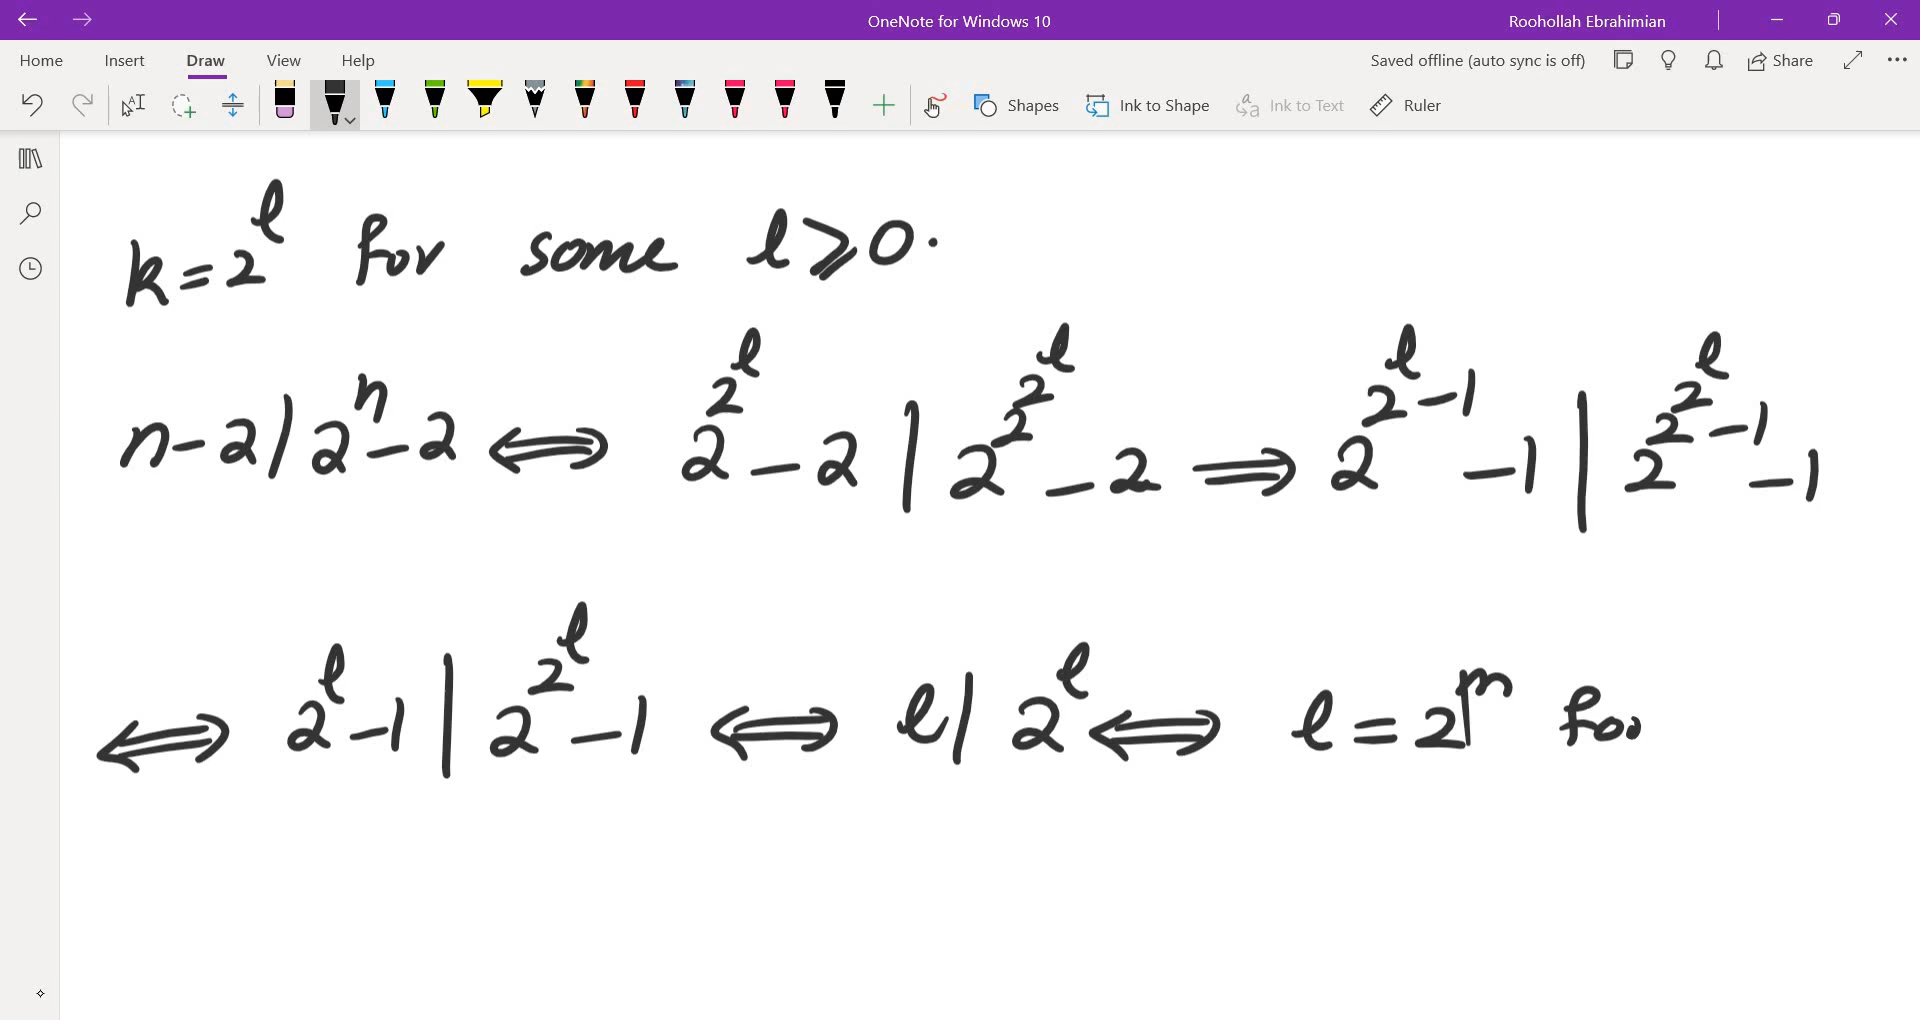 OneNote for Windows 10 Roohollah Ebrahimian
Home Insert Draw View Help Saved offline (auto sync is off) Share
Shapes Ink to Shape Ink to Text Ruler
k = 2^l for some l ⩾ 0.
n-2 | 2^n - 2 ⟺ 2^{2^l} - 2 | 2^{2^{2^l}} - 2 ⟹ 2^{2^l - 1} - 1 | 2^{2^{2^l} - 1} - 1
⟺ 2^l - 1 | 2^{2^l} - 1 ⟺ l | 2^l ⟺ l = 2^m for